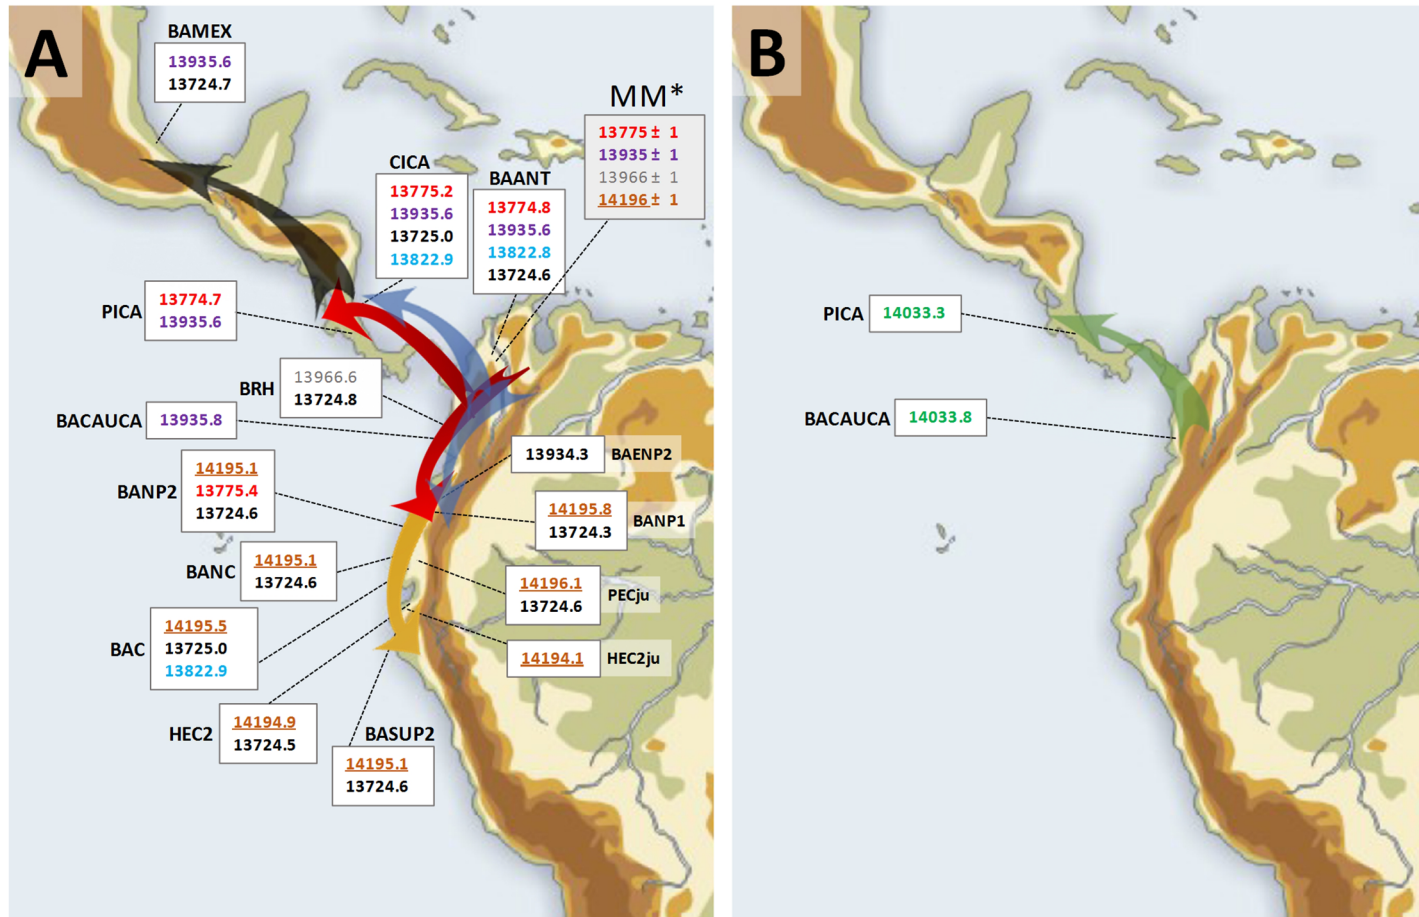 A
BAMEX
13935.6
13724.7
MM*
13775 ± 1
13935 ± 1
13966 ± 1
14196 ± 1
CICA
13775.2
13935.6
13725.0
13822.9
BAANT
13774.8
13935.6
13822.8
13724.6
PICA
13774.7
13935.6
BRH
13966.6
13724.8
BACAUCA
13935.8
13934.3
BAENP2
BANP2
14195.1
13775.4
13724.6
14195.8
13724.3
BANP1
BANC
14195.1
13724.6
14196.1
13724.6
PECju
BAC
14195.5
13725.0
13822.9
14194.1
HEC2ju
HEC2
14194.9
13724.5
BASUP2
14195.1
13724.6
B
PICA
14033.3
BACAUCA
14033.8